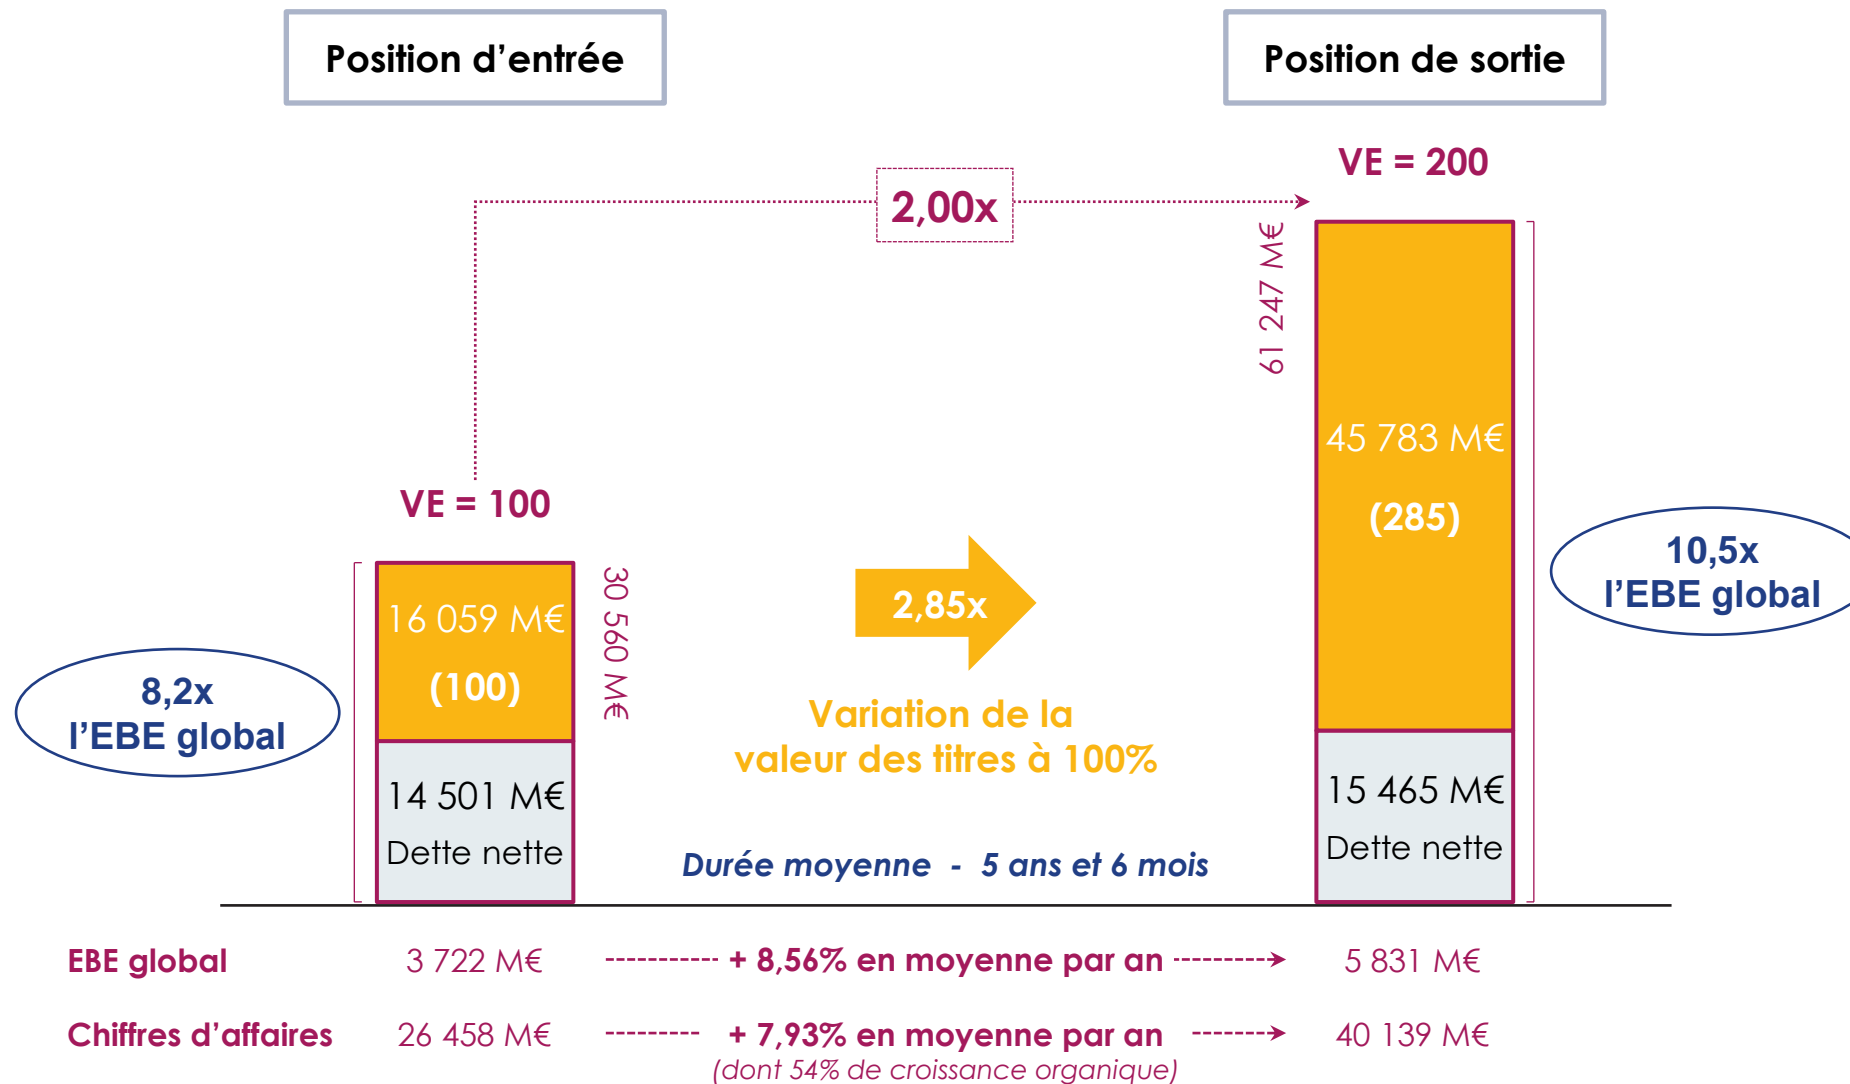 Position d'entrée
Position de sortie
VE = 200
2,00x
61 247 M€
45 783 M€
(285)
VE = 100
10,5x
l'EBE global
30 560 M€
16 059 M€
(100)
2,85x
8,2x
l'EBE global
Variation de la
valeur des titres à 100%
14 501 M€
Dette nette
15 465 M€
Dette nette
Durée moyenne - 5 ans et 6 mois
EBE global 3 722 M€ + 8,56% en moyenne par an 5 831 M€
Chiffres d'affaires 26 458 M€ + 7,93% en moyenne par an 40 139 M€
(dont 54% de croissance organique)